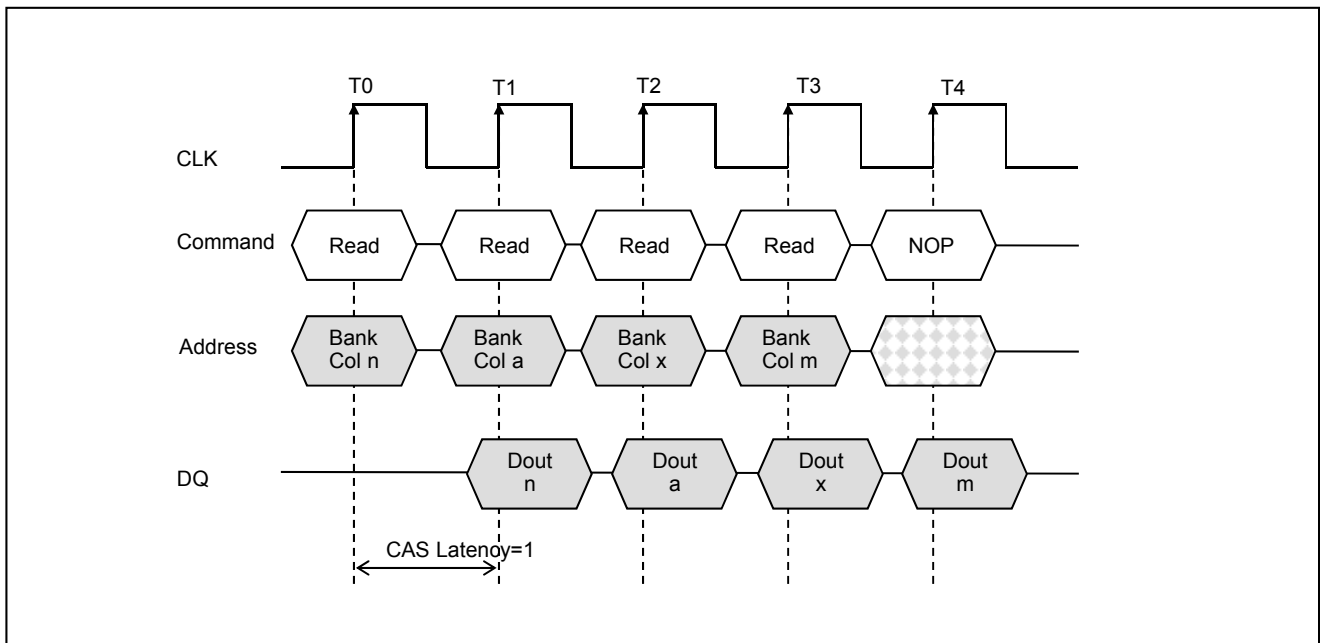 T0 T1 T2 T3 T4
CLK
Command Read Read Read Read NOP
Address
Bank
Col n
Bank
Col a
Bank
Col x
Bank
Col m
DQ
Dout
n
Dout
a
Dout
x
Dout
m
CAS Latency=1